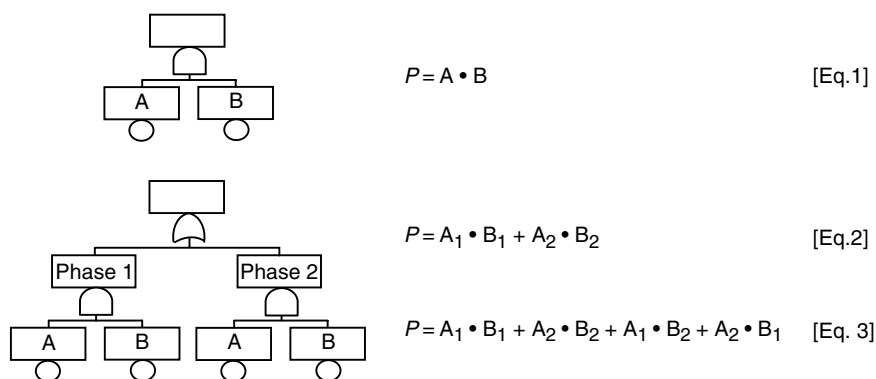 P = A • B [Eq.1]
A B
P = A₁ • B₁ + A₂ • B₂ [Eq.2]
Phase 1 Phase 2
P = A₁ • B₁ + A₂ • B₂ + A₁ • B₂ + A₂ • B₁ [Eq. 3]
A B A B